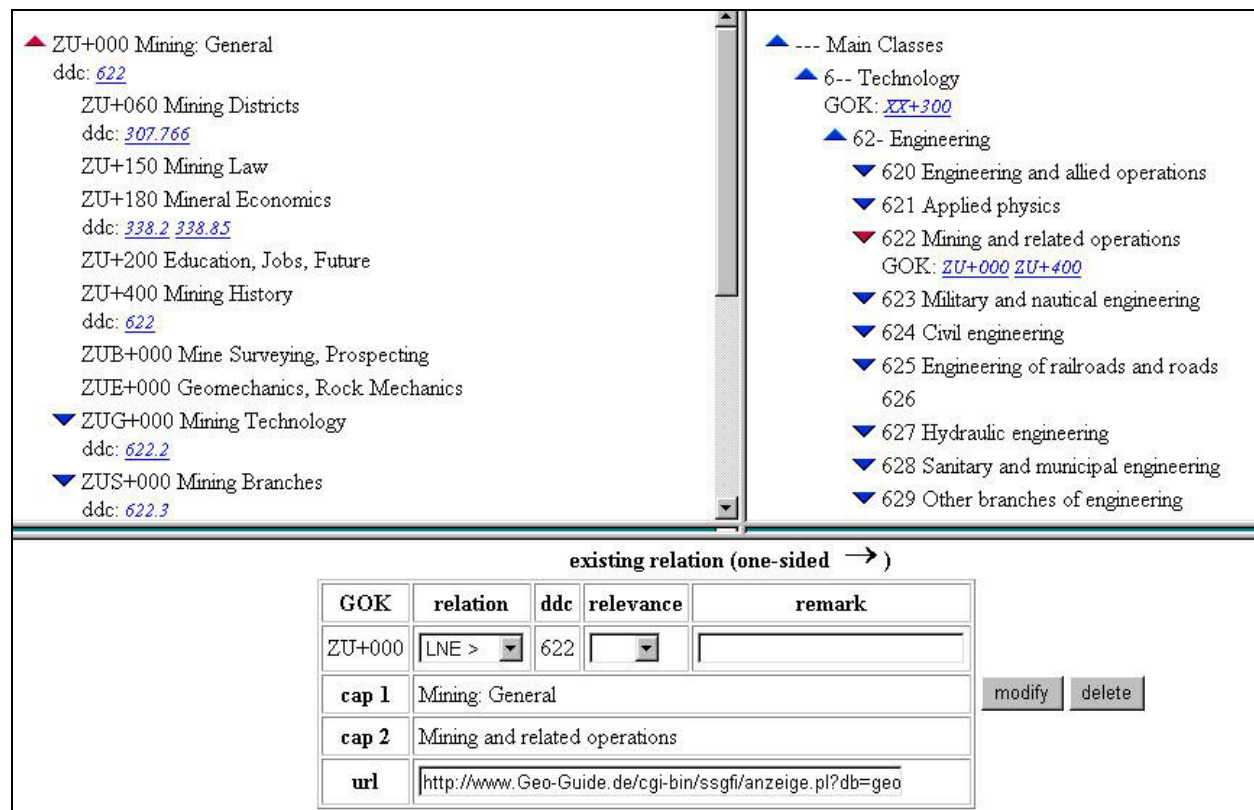 ZU+000 Mining: General
ddc: 622
ZU+060 Mining Districts
ddc: 307.766
ZU+150 Mining Law
ZU+180 Mineral Economics
ddc: 338.2 338.85
ZU+200 Education, Jobs, Future
ZU+400 Mining History
ddc: 622
ZUB+000 Mine Surveying, Prospecting
ZUE+000 Geomechanics, Rock Mechanics
ZUG+000 Mining Technology
ddc: 622.2
ZUS+000 Mining Branches
ddc: 622.3
--- Main Classes
6-- Technology
GOK: XX+300
62- Engineering
620 Engineering and allied operations
621 Applied physics
622 Mining and related operations
GOK: ZU+000 ZU+400
623 Military and nautical engineering
624 Civil engineering
625 Engineering of railroads and roads
626
627 Hydraulic engineering
628 Sanitary and municipal engineering
629 Other branches of engineering
existing relation (one-sided → )
GOK relation ddc relevance remark
ZU+000 LNE > 622
cap 1 Mining: General
modify delete
cap 2 Mining and related operations
url http://www.Geo-Guide.de/cgi-bin/ssgfi/anzeige.pl?db=geo